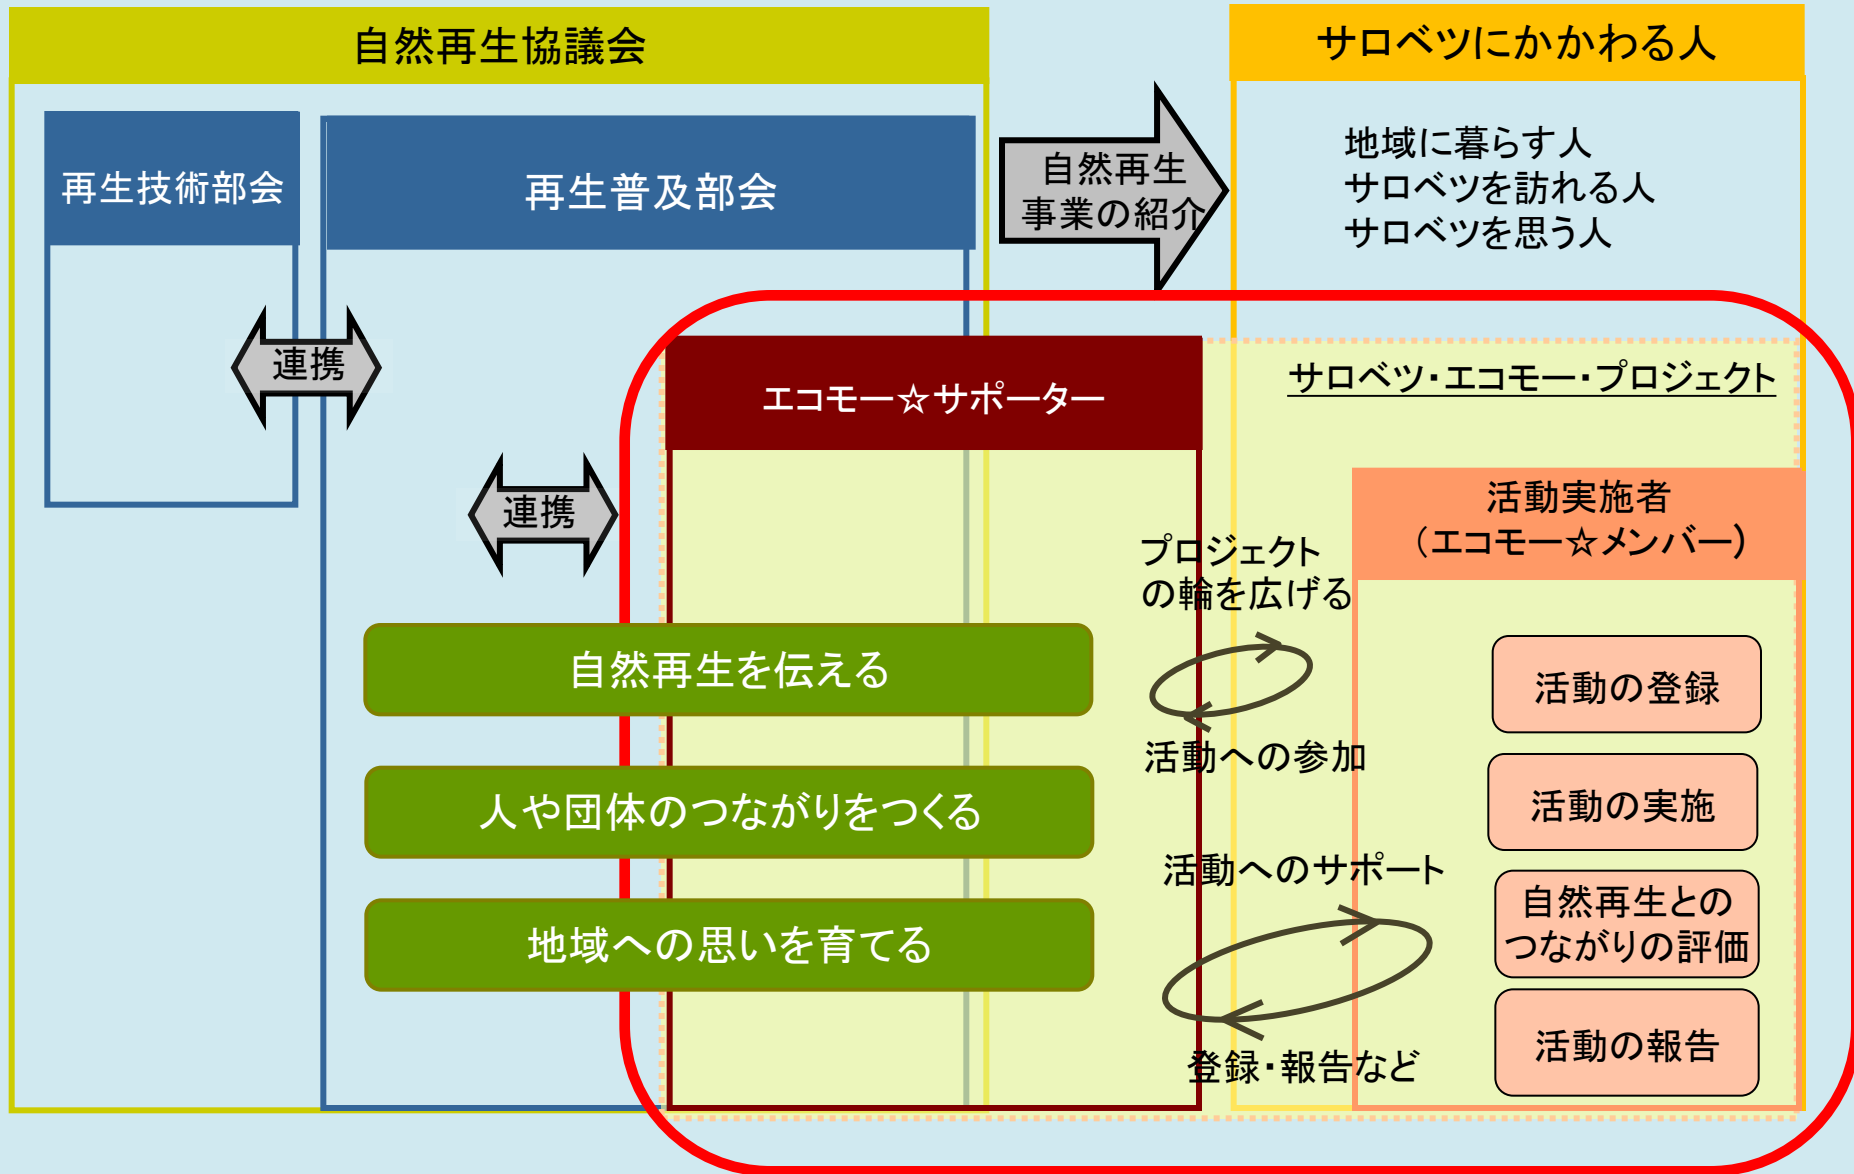 自然再生協議会
サロベツにかかわる人
再生技術部会
再生普及部会
自然再生
事業の紹介
地域に暮らす人
サロベツを訪れる人
サロベツを思う人
連携
エコモー☆サポーター
サロベツ・エコモー・プロジェクト
連携
活動実施者
（エコモー☆メンバー）
プロジェクト
の輪を広げる
自然再生を伝える
活動の登録
活動への参加
人や団体のつながりをつくる
活動の実施
活動へのサポート
地域への思いを育てる
自然再生との
つながりの評価
登録・報告など
活動の報告